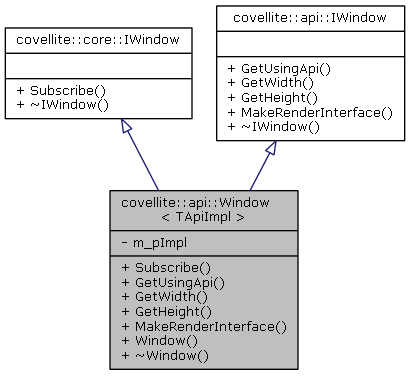 covellite::core::IWindow
+ Subscribe()
+ ~IWindow()
covellite::api::IWindow
+ GetUsingApi()
+ GetWidth()
+ GetHeight()
+ MakeRenderInterface()
+ ~IWindow()
covellite::api::Window
< TApiImpl >
- m_pImpl
+ Subscribe()
+ GetUsingApi()
+ GetWidth()
+ GetHeight()
+ MakeRenderInterface()
+ Window()
+ ~Window()